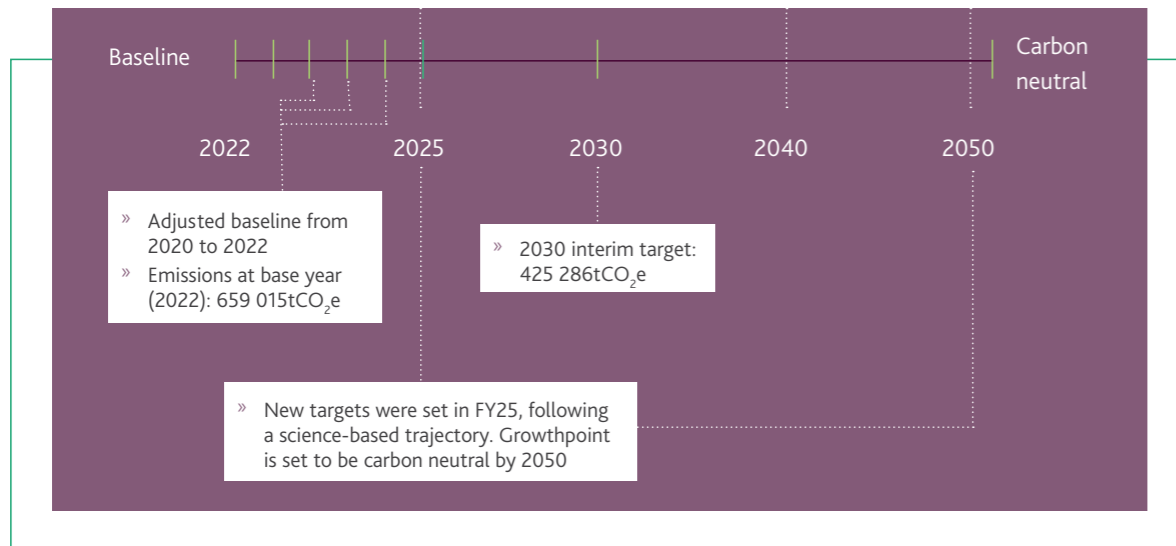 Baseline
Carbon
neutral
2022
2025
2030
2040
2050
» Adjusted baseline from
2020 to 2022
» Emissions at base year
(2022): 659 015tCO₂e
» 2030 interim target:
425 286tCO₂e
» New targets were set in FY25, following
a science-based trajectory. Growthpoint
is set to be carbon neutral by 2050